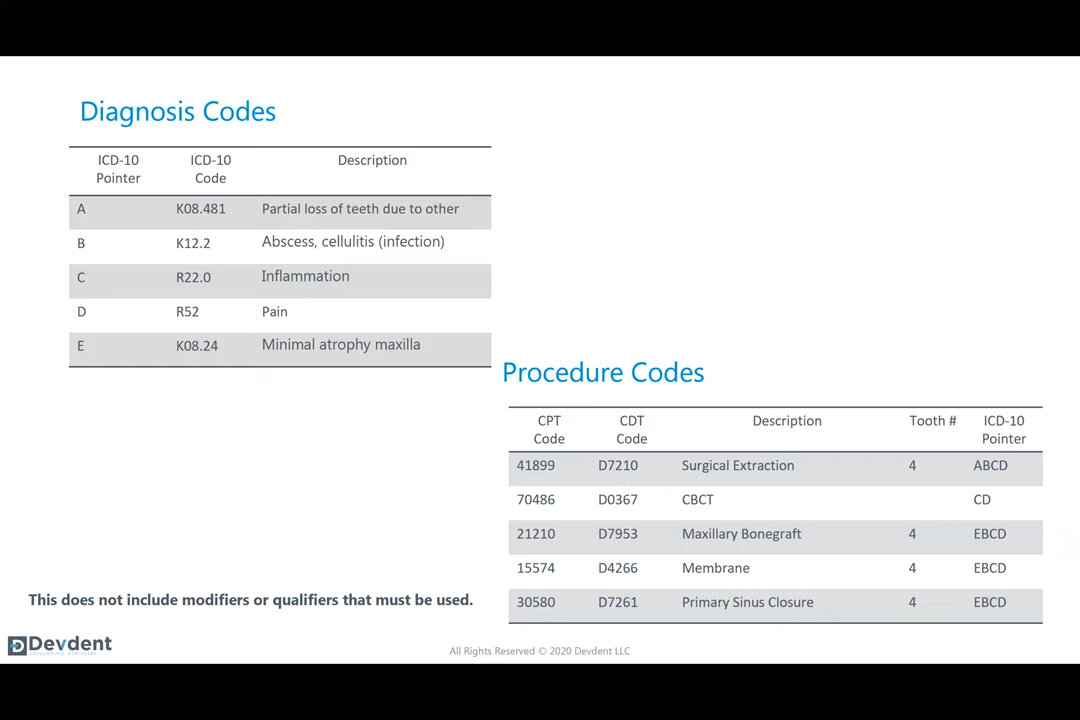 Diagnosis Codes
ICD-10 Pointer ICD-10 Code Description
A K08.481 Partial loss of teeth due to other
B K12.2 Abscess, cellulitis (infection)
C R22.0 Inflammation
D R52 Pain
E K08.24 Minimal atrophy maxilla
Procedure Codes
CPT Code CDT Code Description Tooth # ICD-10 Pointer
41899 D7210 Surgical Extraction 4 ABCD
70486 D0367 CBCT CD
21210 D7953 Maxillary Bonegraft 4 EBCD
15574 D4266 Membrane 4 EBCD
30580 D7261 Primary Sinus Closure 4 EBCD
This does not include modifiers or qualifiers that must be used.
Devdent
All Rights Reserved © 2020 Devdent LLC